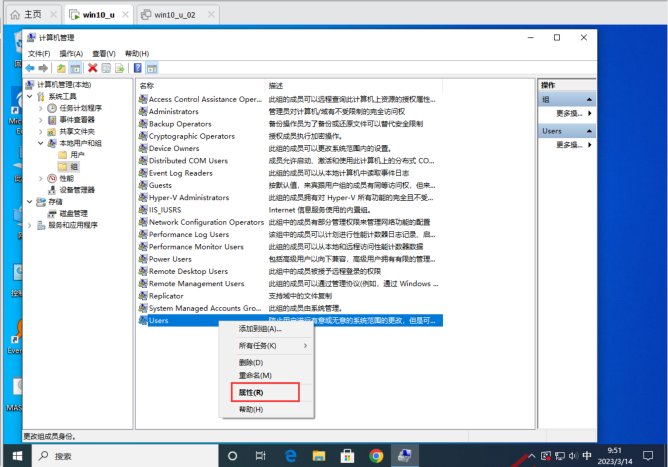 主页
win10_u
win10_u_02
计算机管理
文件(F) 操作(A) 查看(V) 帮助(H)
计算机管理(本地)
系统工具
任务计划程序
事件查看器
共享文件夹
本地用户和组
用户
组
性能
设备管理器
存储
磁盘管理
服务和应用程序
名称 描述
Access Control Assistance Oper... 此组的成员可以远程查询此计算机上资源的授权属性...
Administrators 管理员对计算机/域有不受限制的完全访问权
Backup Operators 备份操作员为了备份或还原文件可以替代安全限制
Cryptographic Operators 授权成员执行加密操作。
Device Owners 此组的成员可以更改系统范围内的设置。
Distributed COM Users 成员允许启动、激活和使用此计算机上的分布式 CO...
Event Log Readers 此组的成员可以从本地计算机中读取事件日志
Guests 按默认值，来宾跟用户组的成员有同等访问权，但来...
Hyper-V Administrators 此组的成员拥有对 Hyper-V 所有功能的完全且不受...
IIS_IUSRS Internet 信息服务使用的内置组。
Network Configuration Operators 此组中的成员有部分管理权限来管理网络功能的配置
Performance Log Users 该组中的成员可以计划进行性能计数器日志记录、启...
Performance Monitor Users 此组的成员可以从本地和远程访问性能计数器数据
Power Users 包括高级用户以向下兼容，高级用户拥有有限的管理...
Remote Desktop Users 此组中的成员被授予远程登录的权限
Remote Management Users 此组的成员可以通过管理协议(例如，通过 Windows ...
Replicator 支持域中的文件复制
System Managed Accounts Gro... 此组的成员由系统管理。
Users 防止用户进行有意或无意的系统范围的更改，但是可...
添加到组(A)...
所有任务(K)
删除(D)
重命名(M)
属性(R)
帮助(H)
操作
组
更多操...
Users
更多操...
更改组成员身份。
搜索
中
9:51
2023/3/14